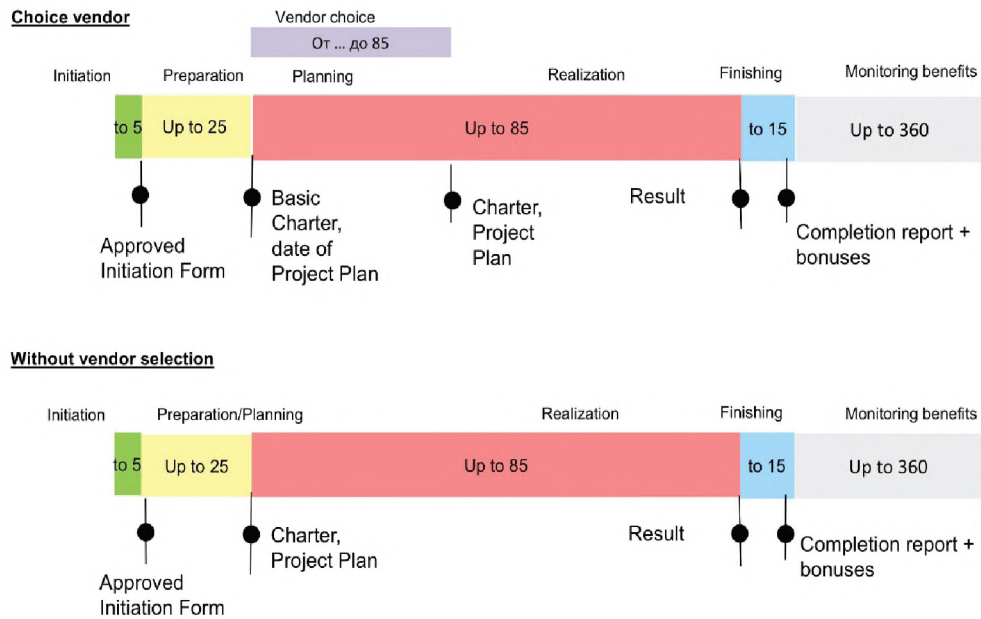 Choice vendor
Vendor choice
От ... до 85
Initiation
Preparation
Planning
Realization
Finishing
Monitoring benefits
to 5
Up to 25
Up to 85
to 15
Up to 360
Approved
Initiation Form
Basic
Charter,
date of
Project Plan
Charter,
Project
Plan
Result
Completion report +
bonuses
Without vendor selection
Initiation
Preparation/Planning
Realization
Finishing
Monitoring benefits
to 5
Up to 25
Up to 85
to 15
Up to 360
Approved
Initiation Form
Charter,
Project Plan
Result
Completion report +
bonuses